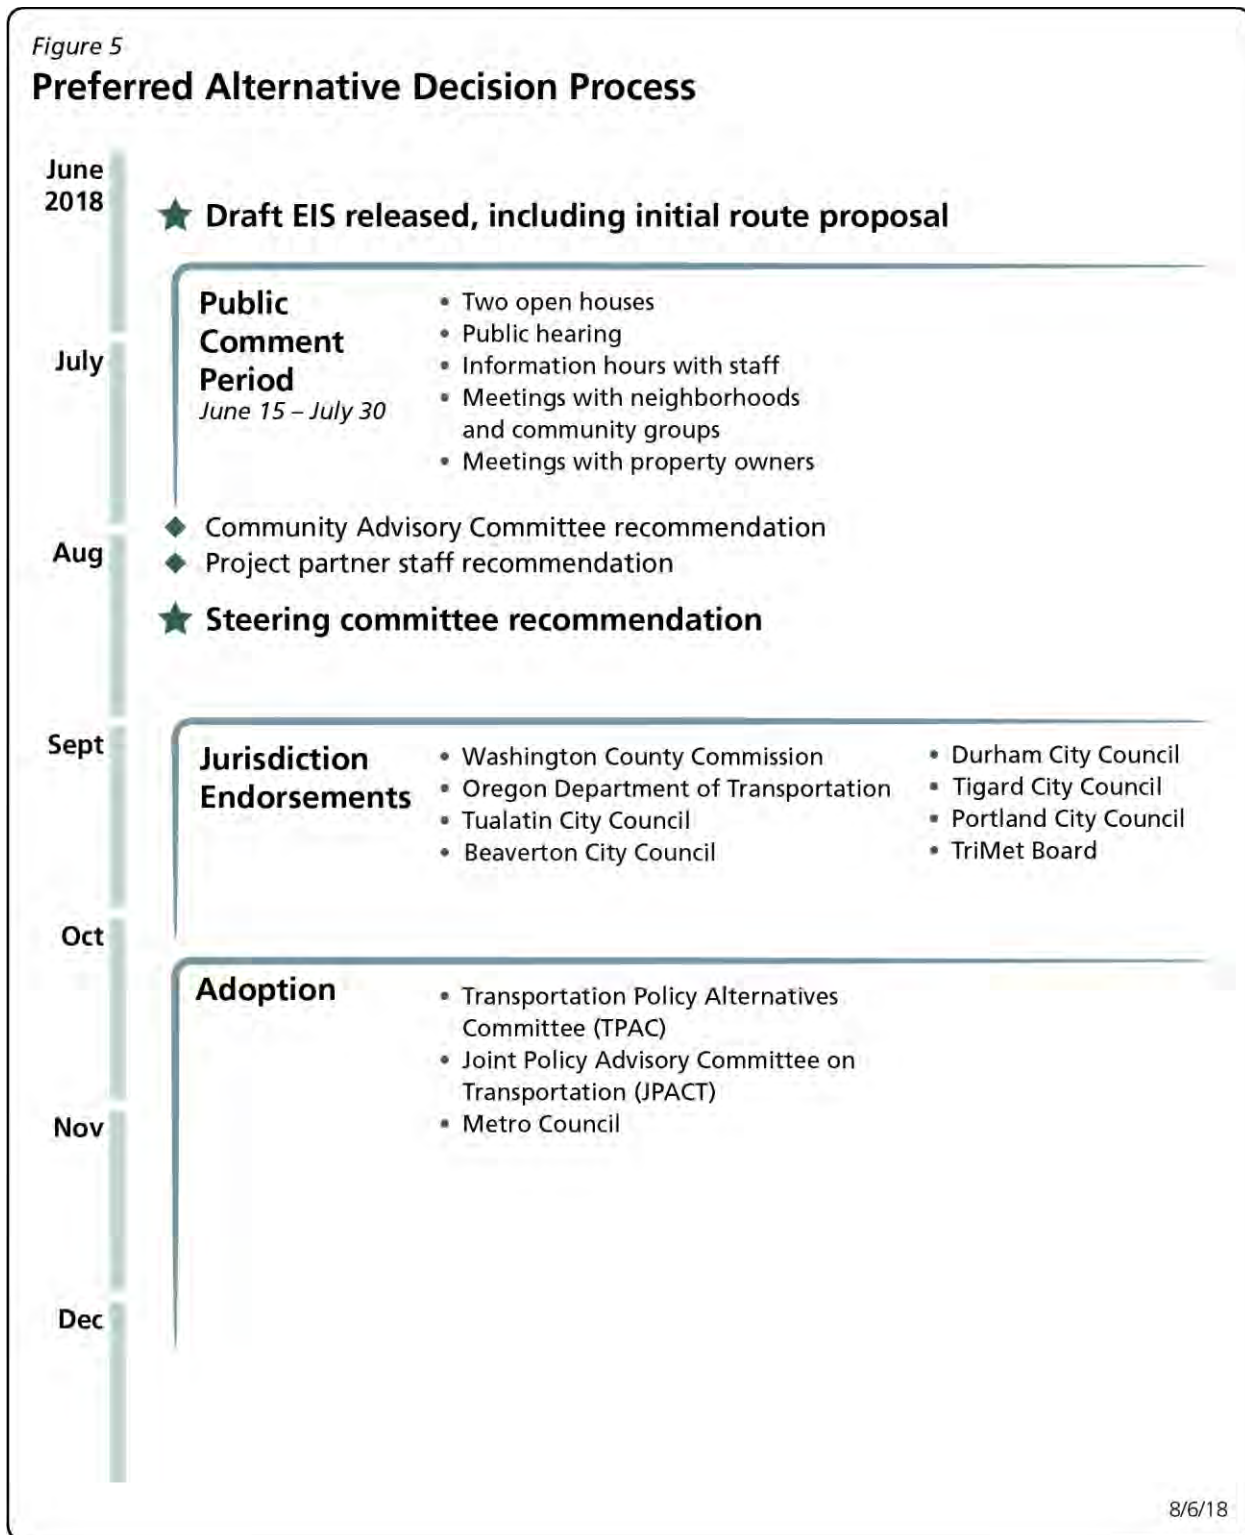 Figure 5
Preferred Alternative Decision Process
June
2018
Draft EIS released, including initial route proposal
Public
Comment
Period
June 15 – July 30
• Two open houses
• Public hearing
• Information hours with staff
• Meetings with neighborhoods
and community groups
• Meetings with property owners
July
Community Advisory Committee recommendation
Aug
Project partner staff recommendation
Steering committee recommendation
Sept
Jurisdiction
Endorsements
• Washington County Commission
• Oregon Department of Transportation
• Tualatin City Council
• Beaverton City Council
• Durham City Council
• Tigard City Council
• Portland City Council
• TriMet Board
Oct
Adoption
• Transportation Policy Alternatives
Committee (TPAC)
• Joint Policy Advisory Committee on
Transportation (JPACT)
• Metro Council
Nov
Dec
8/6/18